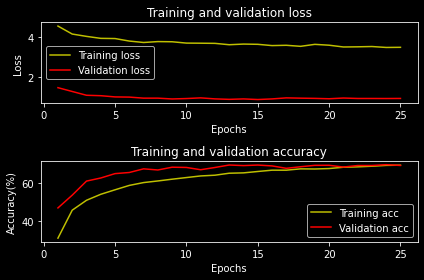 Training and validation loss
4
2
Loss
Training loss
Validation loss
0
5
10
15
20
25
Epochs
Training and validation accuracy
60
40
Accuracy(%)
Training acc
Validation acc
0
5
10
15
20
25
Epochs